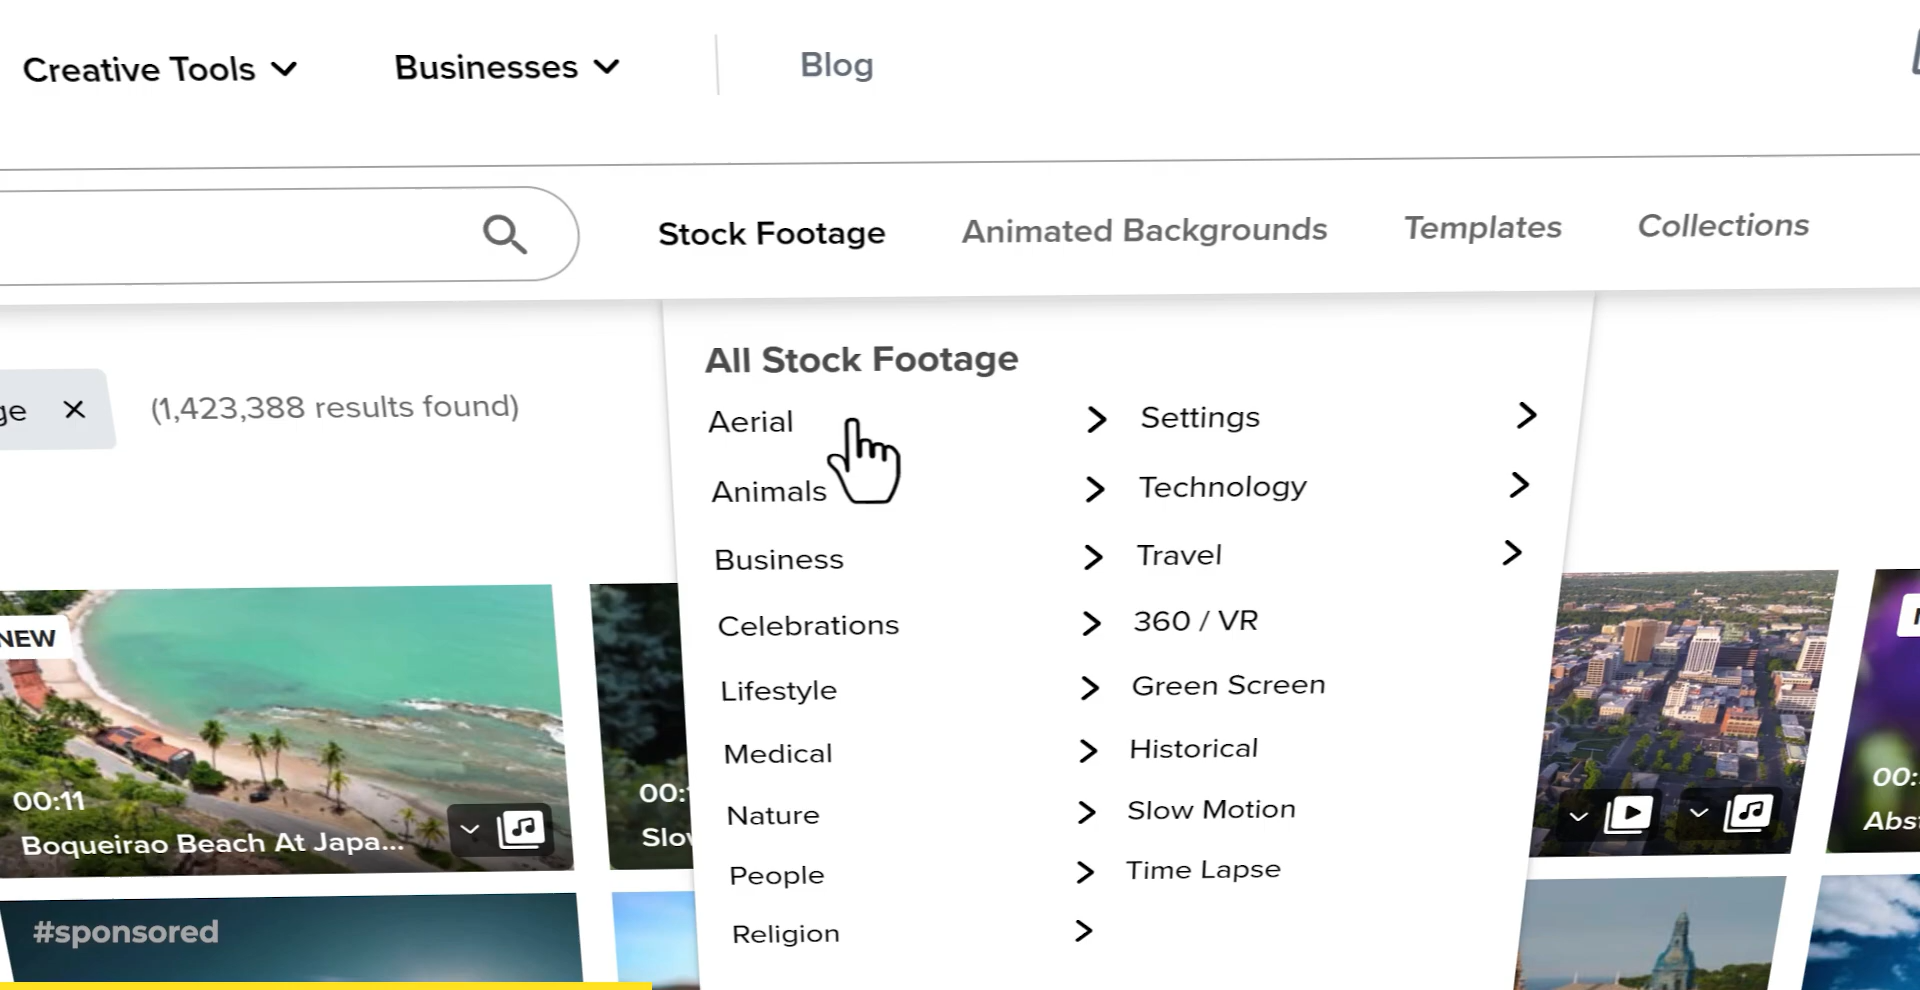 Creative Tools
Businesses
Blog
Stock Footage
Animated Backgrounds
Templates
Collections
(1,423,388 results found)
All Stock Footage
Aerial
Animals
Business
Celebrations
Lifestyle
Medical
Nature
People
Religion
Settings
Technology
Travel
360 / VR
Green Screen
Historical
Slow Motion
Time Lapse
NEW
00:11
Boqueirao Beach At Japa...
#sponsored